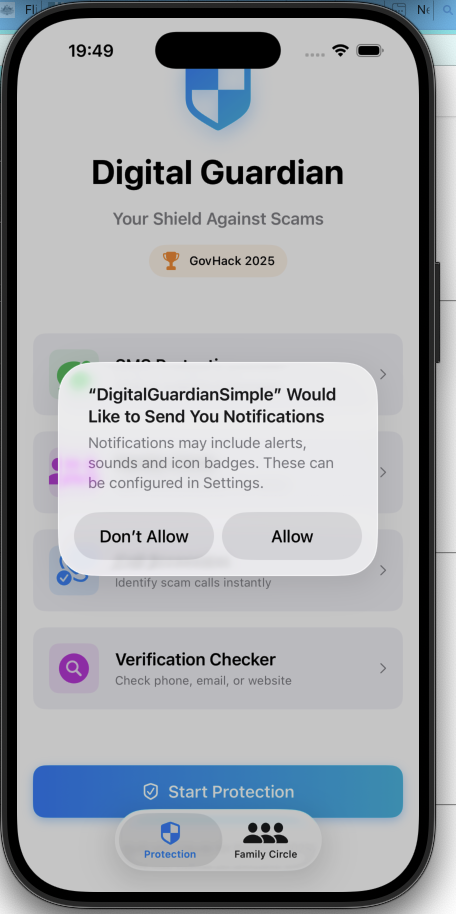 Fli
Ne
19:49
Digital Guardian
Your Shield Against Scams
GovHack 2025
SMS Protection
“DigitalGuardianSimple” Would
Like to Send You Notifications
Notifications may include alerts,
sounds and icon badges. These can
be configured in Settings.
Don’t Allow
Allow
Identify scam calls instantly
Verification Checker
Check phone, email, or website
Start Protection
Protection
Family Circle